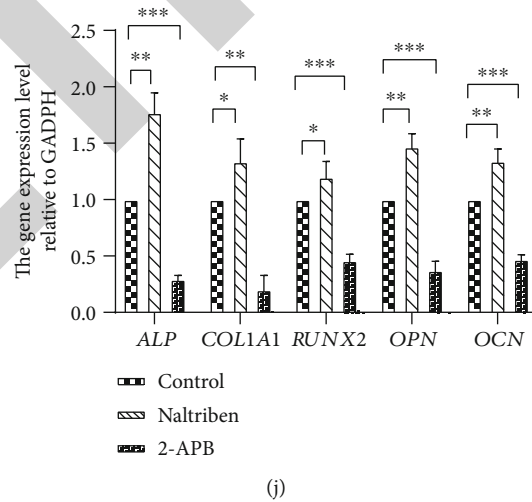 The gene expression level
relative to GADPH
2.5
2.0
1.5
1.0
0.5
0.0
*** ** *** *** ***
** * * ** **
ALP COL1A1 RUNX2 OPN OCN
Control
Naltriben
2-APB
(j)